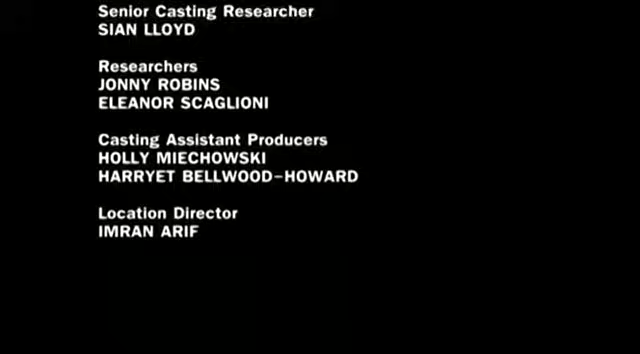 Senior Casting Researcher
SIAN LLOYD
Researchers
JONNY ROBINS
ELEANOR SCAGLIONI
Casting Assistant Producers
HOLLY MIECHOWSKI
HARRYET BELLWOOD-HOWARD
Location Director
IMRAN ARIF